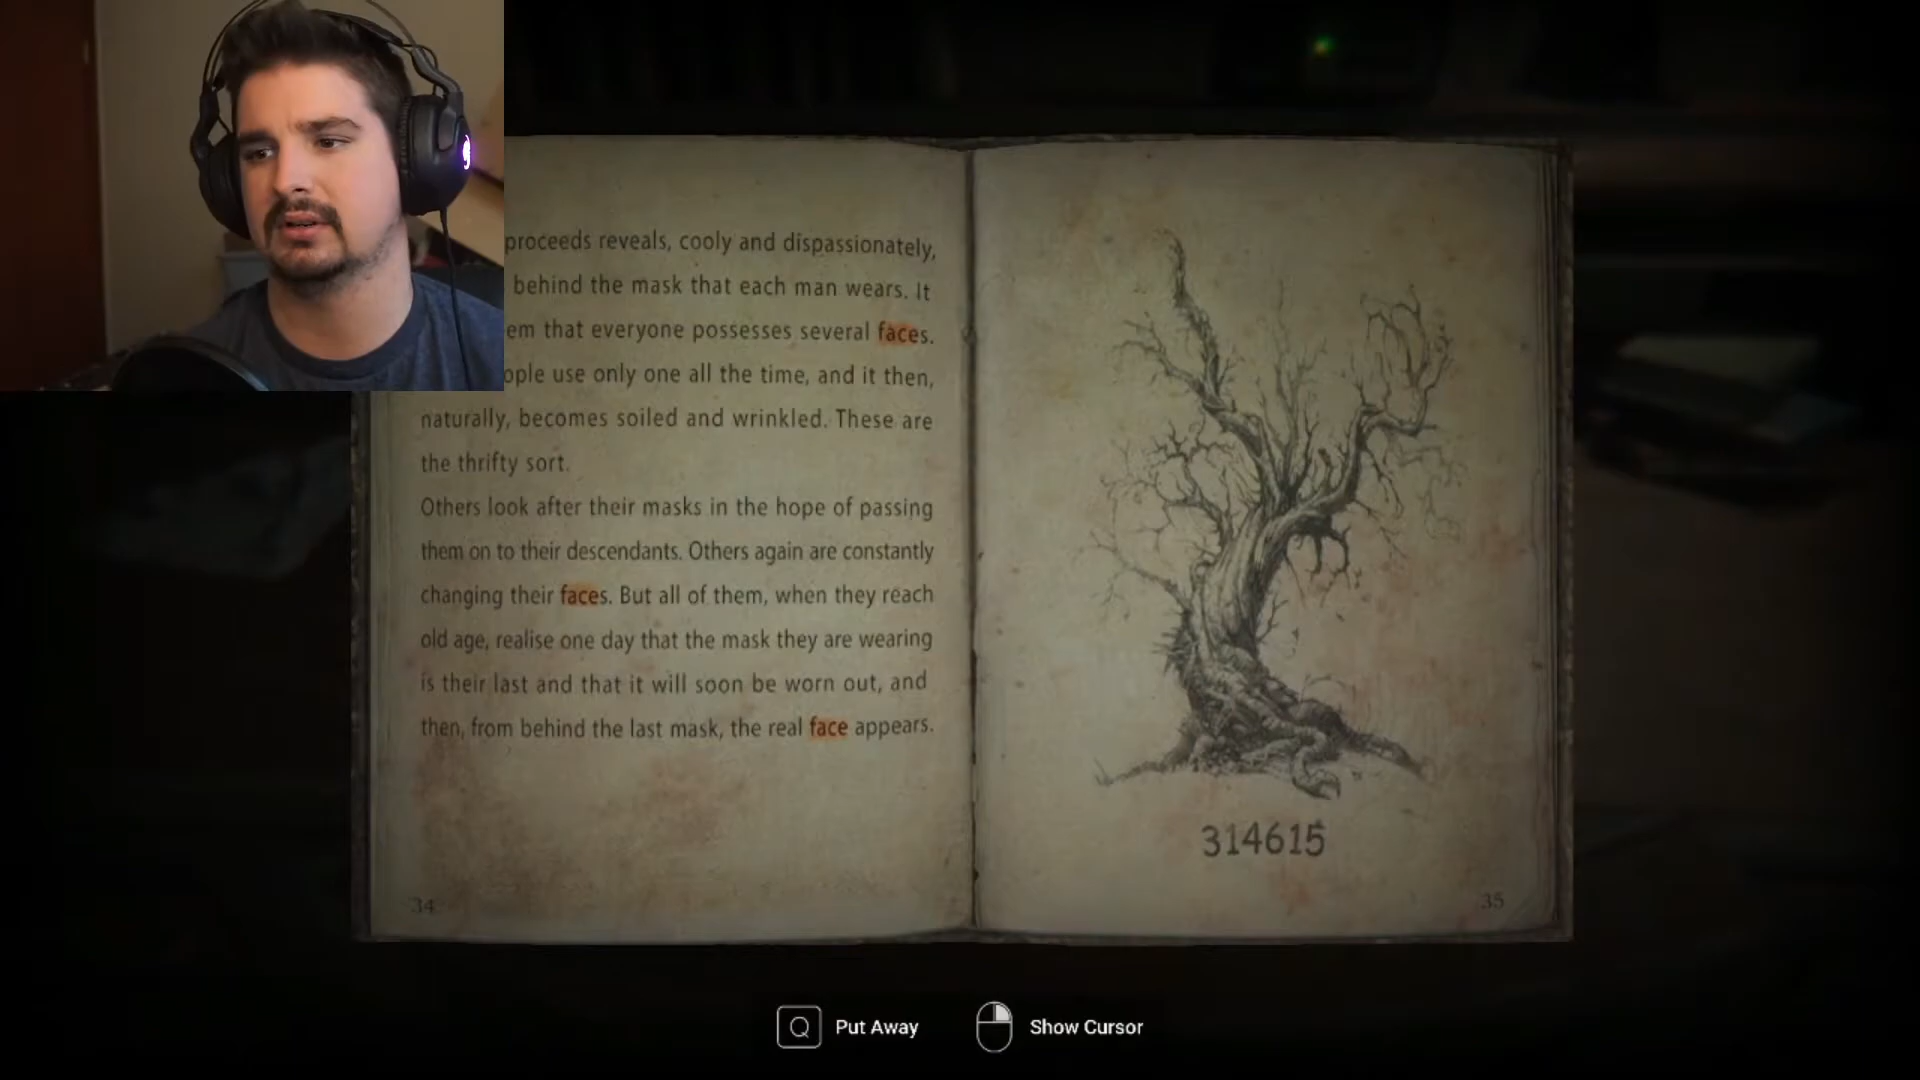 proceeds reveals, cooly and dispassionately,
behind the mask that each man wears. It
em that everyone possesses several faces.
ople use only one all the time, and it then,
naturally, becomes soiled and wrinkled. These are
the thrifty sort.
Others look after their masks in the hope of passing
them on to their descendants. Others again are constantly
changing their faces. But all of them, when they reach
old age, realise one day that the mask they are wearing
is their last and that it will soon be worn out, and
then, from behind the last mask, the real face appears.
34
314615
35
Q Put Away
Show Cursor